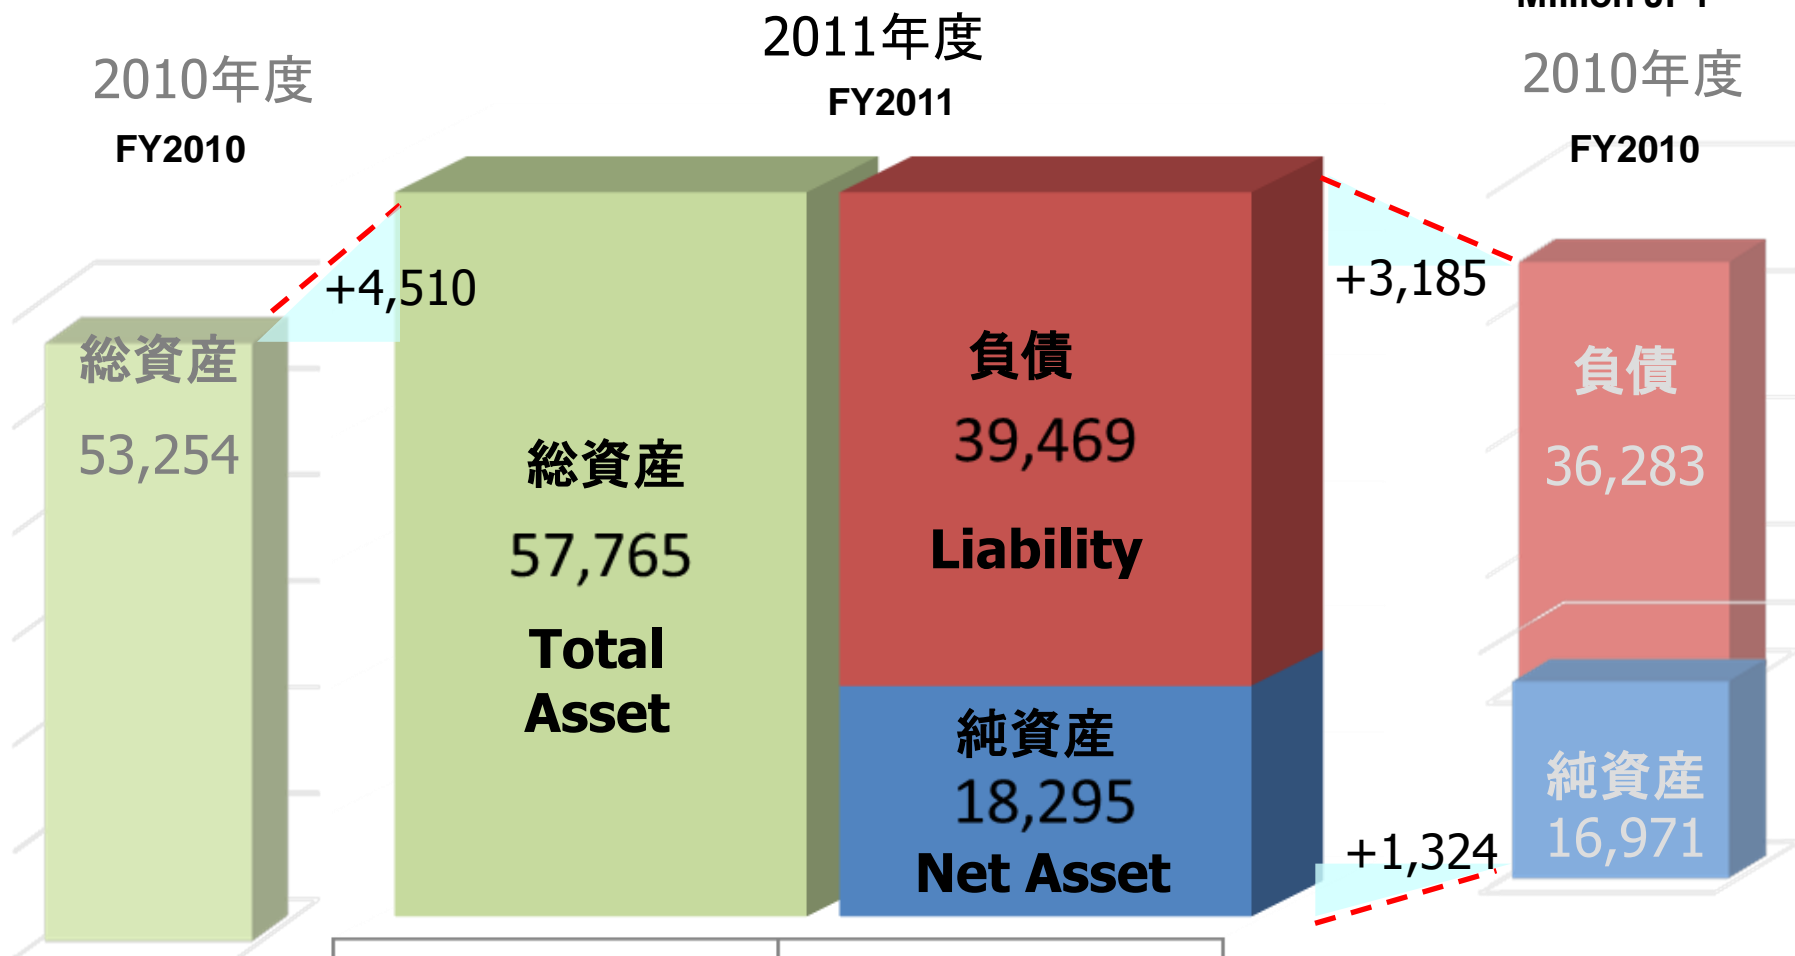 2011年度
FY2011
2010年度
FY2010
2010年度
FY2010
+4,510
総資産
53,254
総資産
57,765
Total
Asset
負債
39,469
Liability
純資産
18,295
Net Asset
+3,185
負債
36,283
+1,324
純資産
16,971